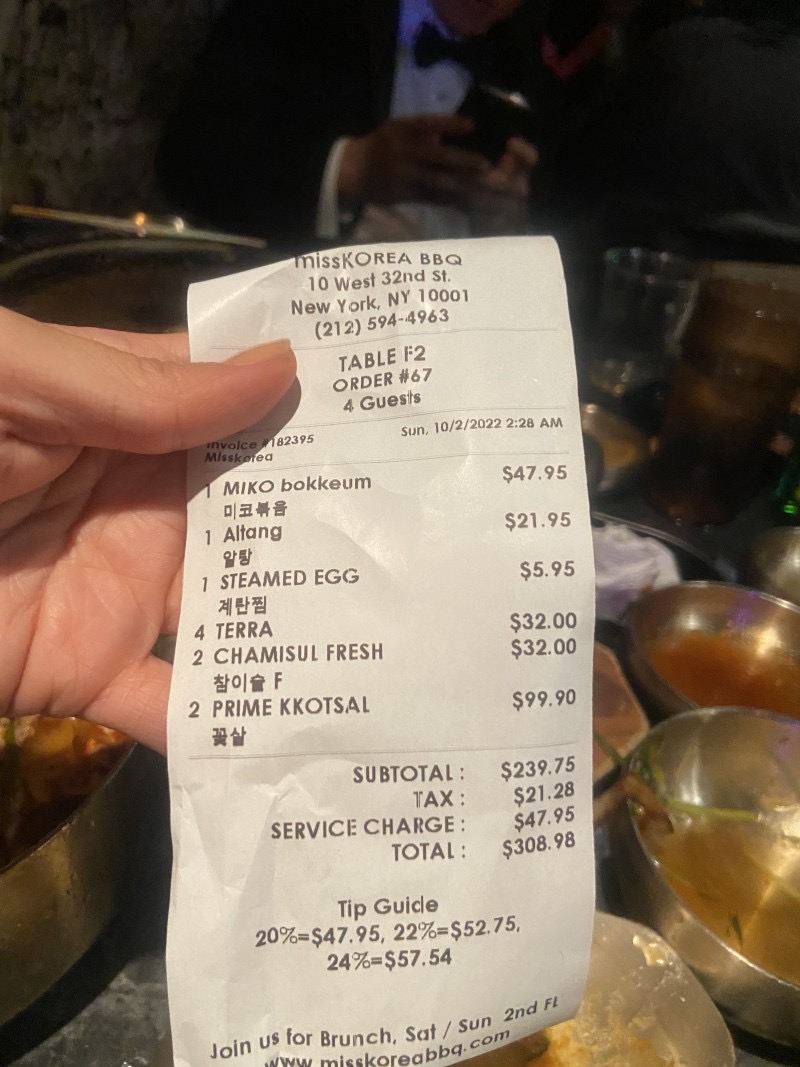 missKOREA BBQ
10 West 32nd St.
New York, NY 10001
(212) 594-4963
TABLE F2
ORDER #67
4 Guests
Invoice #182395 Sun, 10/2/2022 2:28 AM
Misskorea
1 MIKO bokkeum $47.95
미코볶음
1 Altang $21.95
알탕
1 STEAMED EGG $5.95
계란찜
4 TERRA $32.00
2 CHAMISUL FRESH $32.00
참이슬 F
2 PRIME KKOTSAL $99.90
꽃살
SUBTOTAL : $239.75
TAX : $21.28
SERVICE CHARGE : $47.95
TOTAL : $308.98
Tip Guide
20%=$47.95, 22%=$52.75,
24%=$57.54
Join us for Brunch, Sat / Sun 2nd FL
www.misskoreabbq.com